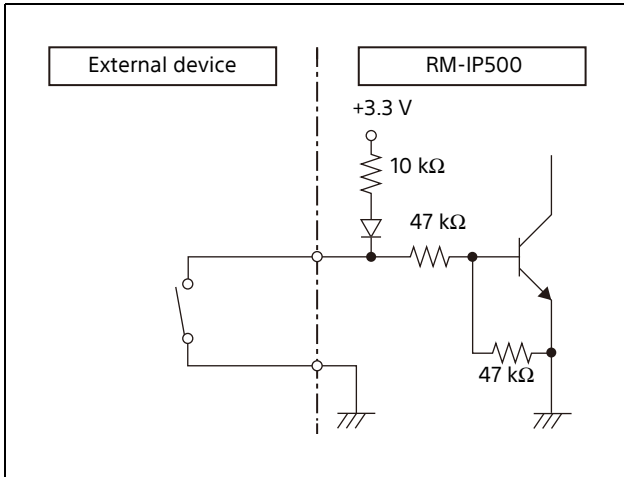 External device
RM-IP500
+3.3 V
10 kΩ
47 kΩ
47 kΩ